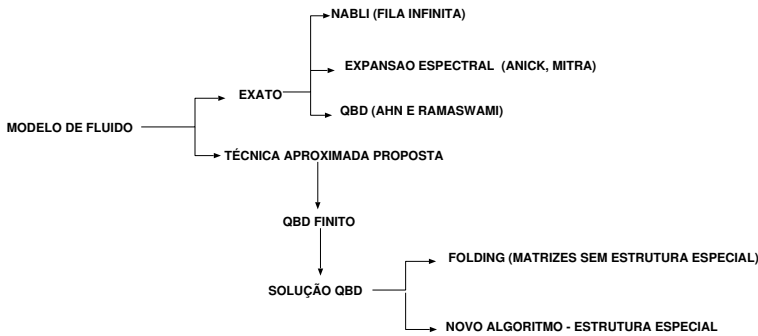 NABLI (FILA INFINITA)
EXPANSAO ESPECTRAL (ANICK, MITRA)
EXATO
QBD (AHN E RAMASWAMI)
MODELO DE FLUIDO
TÉCNICA APROXIMADA PROPOSTA
QBD FINITO
FOLDING (MATRIZES SEM ESTRUTURA ESPECIAL)
SOLUÇÃO QBD
NOVO ALGORITMO - ESTRUTURA ESPECIAL